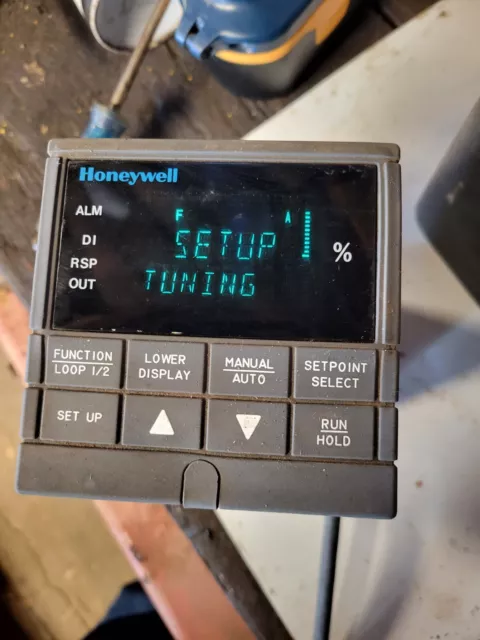 Honeywell
ALM
F A
DI
SETUP
%
RSP
OUT
TUNING
FUNCTION
LOOP 1/2
LOWER
DISPLAY
MANUAL
AUTO
SETPOINT
SELECT
SET UP
RUN
HOLD